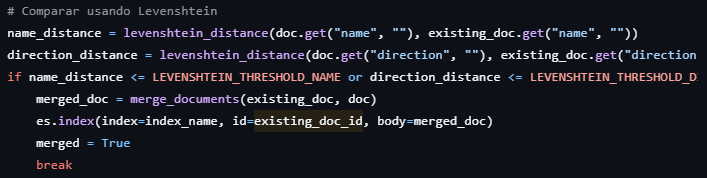 # Comparar usando Levenshtein
name_distance = levenshtein_distance(doc.get("name", ""), existing_doc.get("name", ""))
direction_distance = levenshtein_distance(doc.get("direction", ""), existing_doc.get("direction
if name_distance <= LEVENSHTEIN_THRESHOLD_NAME or direction_distance <= LEVENSHTEIN_THRESHOLD_D
merged_doc = merge_documents(existing_doc, doc)
es.index(index=index_name, id=existing_doc_id, body=merged_doc)
merged = True
break